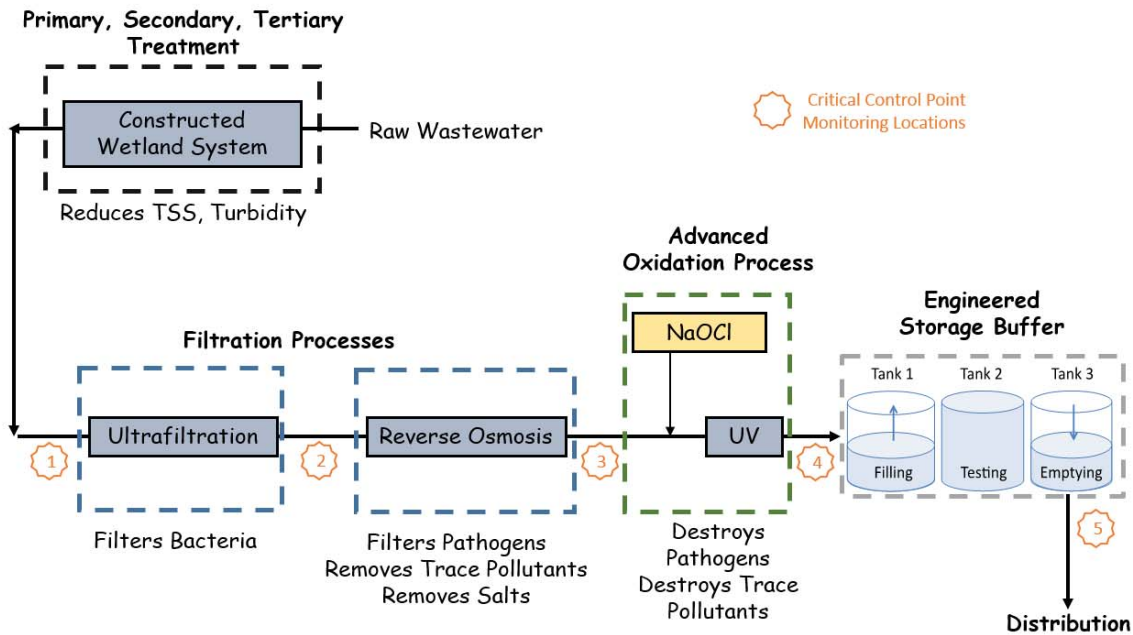 Primary, Secondary, Tertiary
Treatment
Constructed
Wetland System
Raw Wastewater
Reduces TSS, Turbidity
Critical Control Point
Monitoring Locations
Filtration Processes
Ultrafiltration
Reverse Osmosis
1
2
3
Filters Bacteria
Filters Pathogens
Removes Trace Pollutants
Removes Salts
Advanced
Oxidation Process
NaOCl
UV
4
Destroys
Pathogens
Destroys Trace
Pollutants
Engineered
Storage Buffer
Tank 1
Tank 2
Tank 3
Filling
Testing
Emptying
5
Distribution